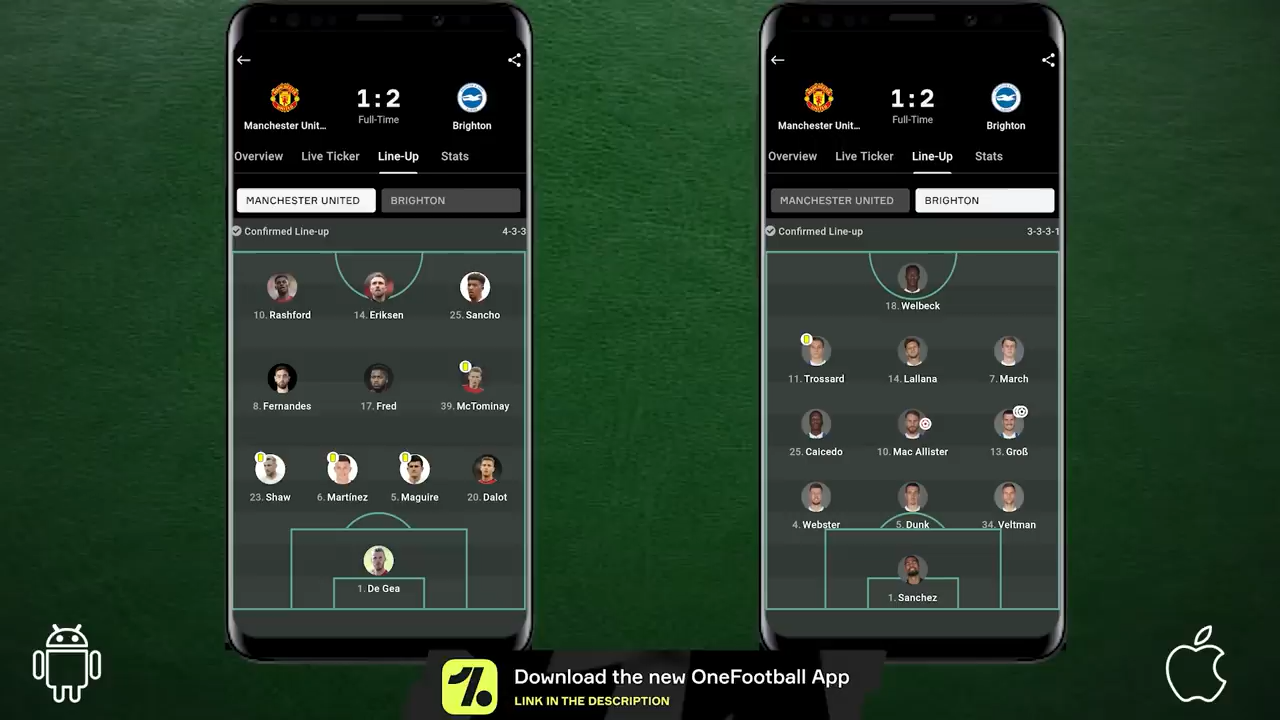 1:2
Full-Time
Manchester Unit...
Brighton
Overview Live Ticker Line-Up Stats
MANCHESTER UNITED BRIGHTON
Confirmed Line-up 4-3-3
10. Rashford 14. Eriksen 25. Sancho
8. Fernandes 17. Fred 39. McTominay
23. Shaw 6. Martínez 5. Maguire 20. Dalot
1. De Gea
1:2
Full-Time
Manchester Unit...
Brighton
Overview Live Ticker Line-Up Stats
MANCHESTER UNITED BRIGHTON
Confirmed Line-up 3-3-3-1
18. Welbeck
11. Trossard 14. Lallana 7. March
25. Caicedo 10. Mac Allister 13. Groß
4. Webster 5. Dunk 34. Veltman
1. Sanchez
Download the new OneFootball App
LINK IN THE DESCRIPTION